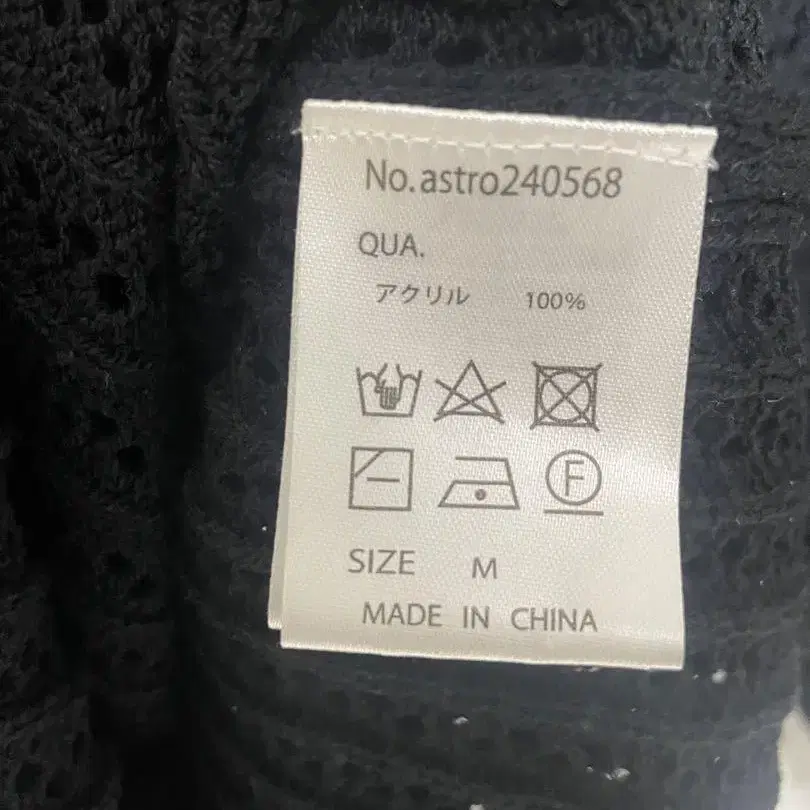 No.astro240568
QUA.
アクリル 100%
F
SIZE M
MADE IN CHINA